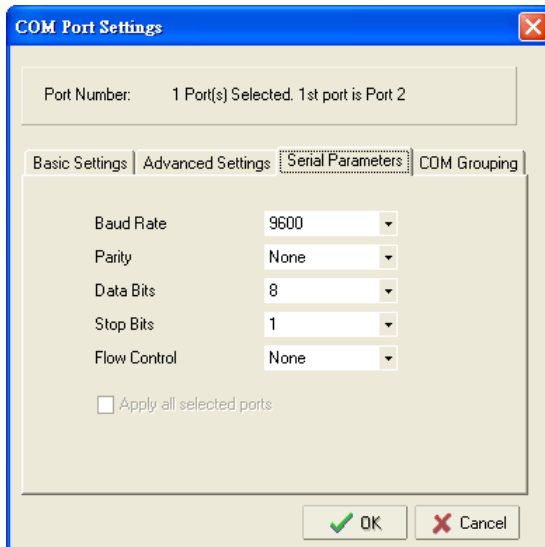 COM Port Settings
Port Number: 1 Port(s) Selected. 1st port is Port 2
Basic Settings Advanced Settings Serial Parameters COM Grouping
Baud Rate 9600
Parity None
Data Bits 8
Stop Bits 1
Flow Control None
Apply all selected ports
OK Cancel